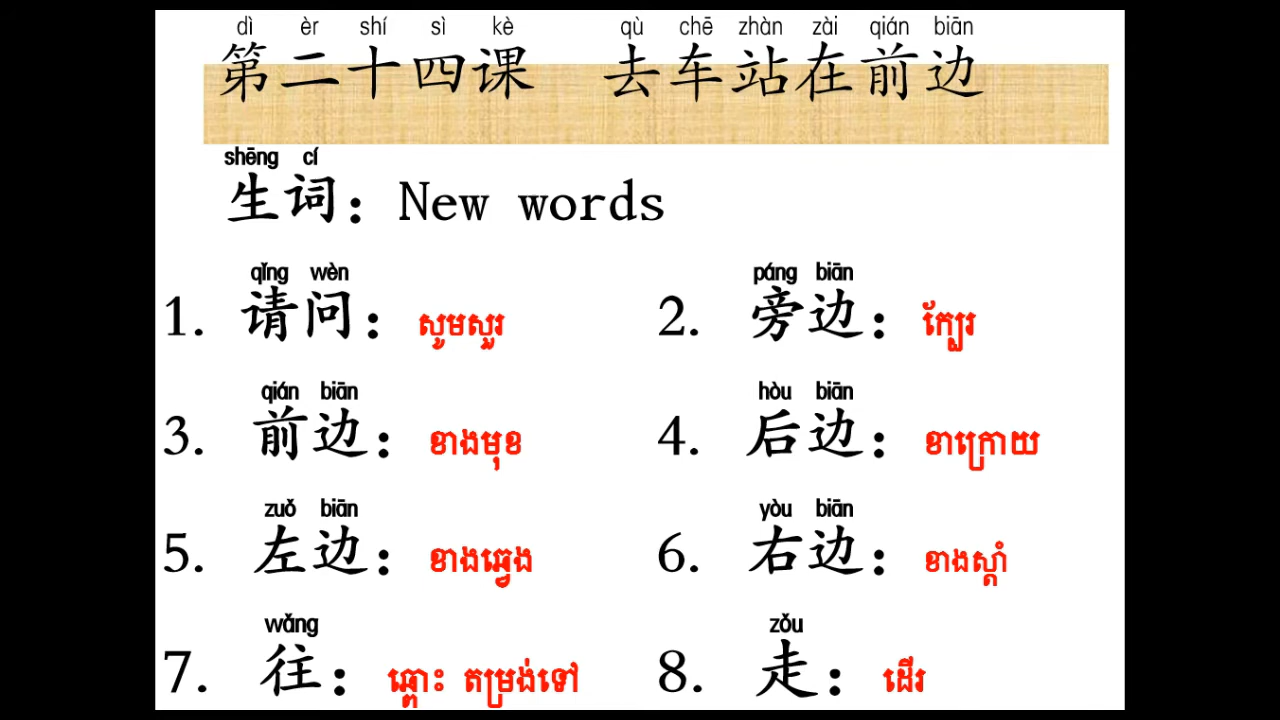 dì èr shí sì kè qù chē zhàn zài qián biān
第二十四课 去车站在前边
shēng cí
生词：New words
qǐng wèn páng biān
1. 请问：សូមសួរ 2. 旁边：ក្បែរ
qián biān hòu biān
3. 前边：ខាងមុខ 4. 后边：ខាក្រោយ
zuǒ biān yòu biān
5. 左边：ខាងឆ្វេង 6. 右边：ខាងស្តាំ
wǎng zǒu
7. 往：ឆ្ពោះ តម្រង់ទៅ 8. 走：ដើរ